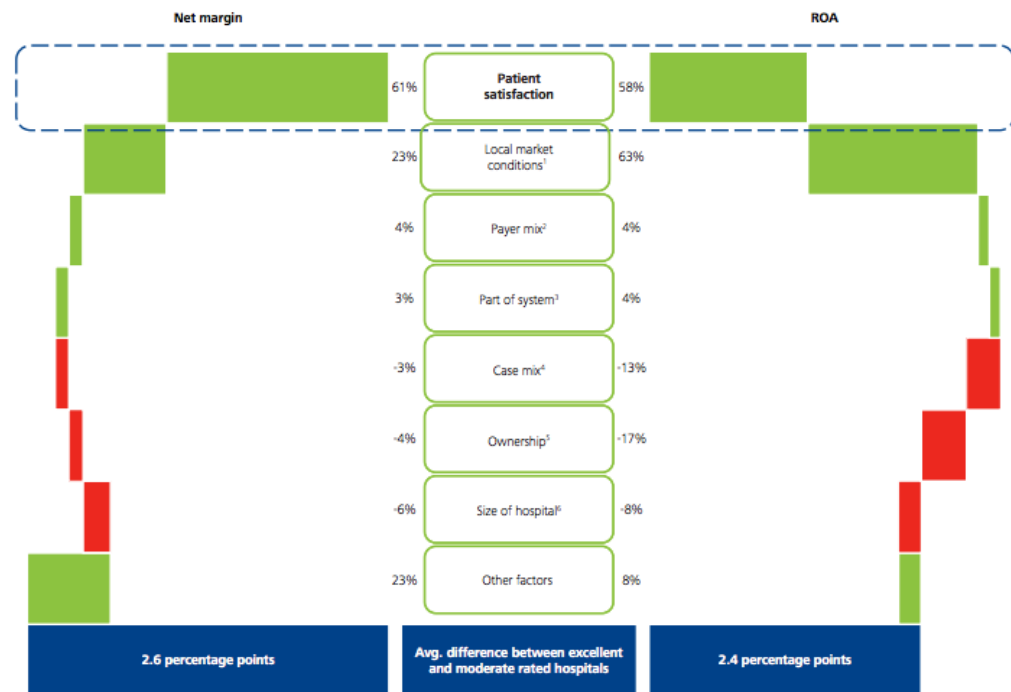 Net margin
ROA
61%
Patient
satisfaction
58%
23%
Local market
conditions¹
63%
4%
Payer mix²
4%
3%
Part of system³
4%
-3%
Case mix⁴
-13%
-4%
Ownership⁵
-17%
-6%
Size of hospital⁶
-8%
23%
Other factors
8%
2.6 percentage points
Avg. difference between excellent
and moderate rated hospitals
2.4 percentage points